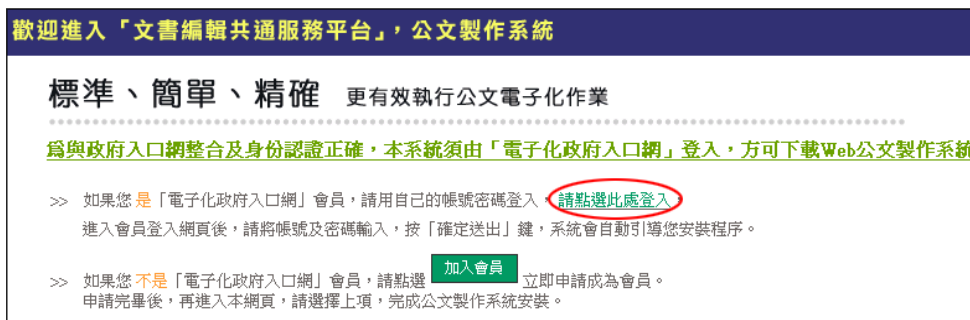 歡迎進入「文書編輯共通服務平台」，公文製作系統
標準、簡單、精確 更有效執行公文電子化作業
為與政府入口網整合及身份認證正確，本系統須由「電子化政府入口網」登入，方可下載Web公文製作系統
>> 如果您是「電子化政府入口網」會員，請用自己的帳號密碼登入，請點選此處登入。
進入會員登入網頁後，請將帳號及密碼輸入，按「確定送出」鍵，系統會自動引導您安裝程序。
>> 如果您不是「電子化政府入口網」會員，請點選 加入會員 立即申請成為會員。
申請完畢後，再進入本網頁，請選擇上項，完成公文製作系統安裝。